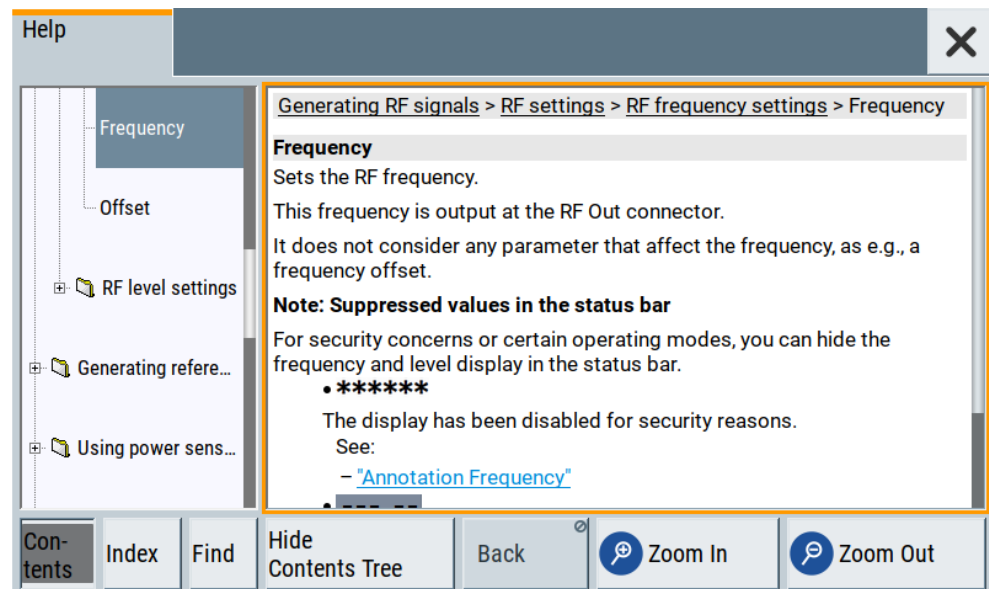 Help
Frequency
Offset
RF level settings
Generating refere...
Using power sens...
Generating RF signals > RF settings > RF frequency settings > Frequency
Frequency
Sets the RF frequency.
This frequency is output at the RF Out connector.
It does not consider any parameter that affect the frequency, as e.g., a
frequency offset.
Note: Suppressed values in the status bar
For security concerns or certain operating modes, you can hide the
frequency and level display in the status bar.
• ******
The display has been disabled for security reasons.
See:
– "Annotation Frequency"
• --- --
Con-
tents
Index
Find
Hide
Contents Tree
Back
Zoom In
Zoom Out